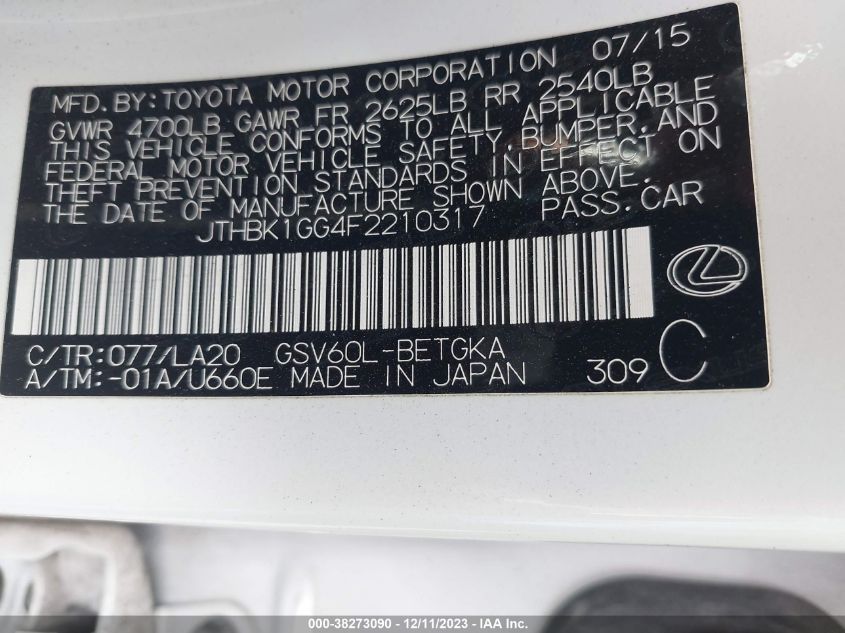 MFD. BY: TOYOTA MOTOR CORPORATION 07/15
GVWR 4700LB GAWR FR 2625LB RR 2540LB
THIS VEHICLE CONFORMS TO ALL APPLICABLE
FEDERAL MOTOR VEHICLE SAFETY, BUMPER, AND
THEFT PREVENTION STANDARDS IN EFFECT ON
THE DATE OF MANUFACTURE SHOWN ABOVE.
JTHBK1GG4F2210317 PASS. CAR
C/TR: 077/LA20 GSV60L-BETGKA
A/TM: -01A/U660E MADE IN JAPAN 309 C
000-38273090 - 12/11/2023 - IAA Inc.